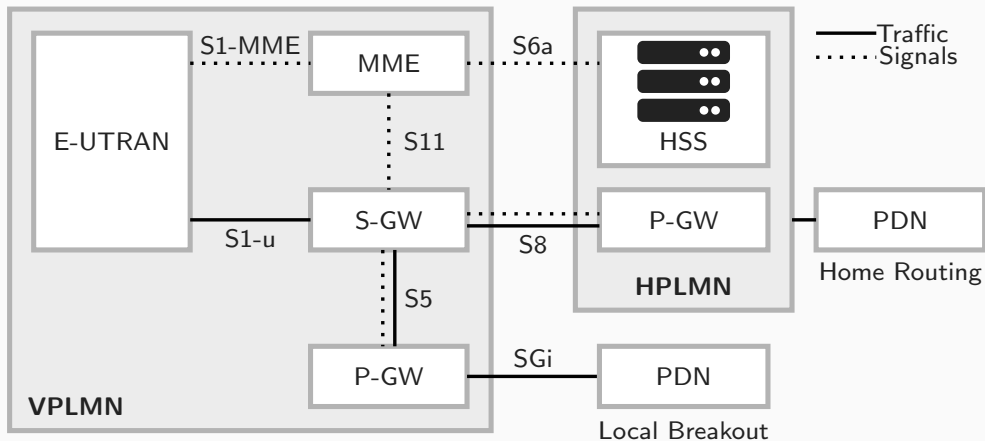 S1-MME
MME
S6a
Traffic
Signals
E-UTRAN
S11
HSS
S-GW
S1-u
S8
P-GW
PDN
HPLMN
Home Routing
S5
P-GW
SGi
PDN
VPLMN
Local Breakout